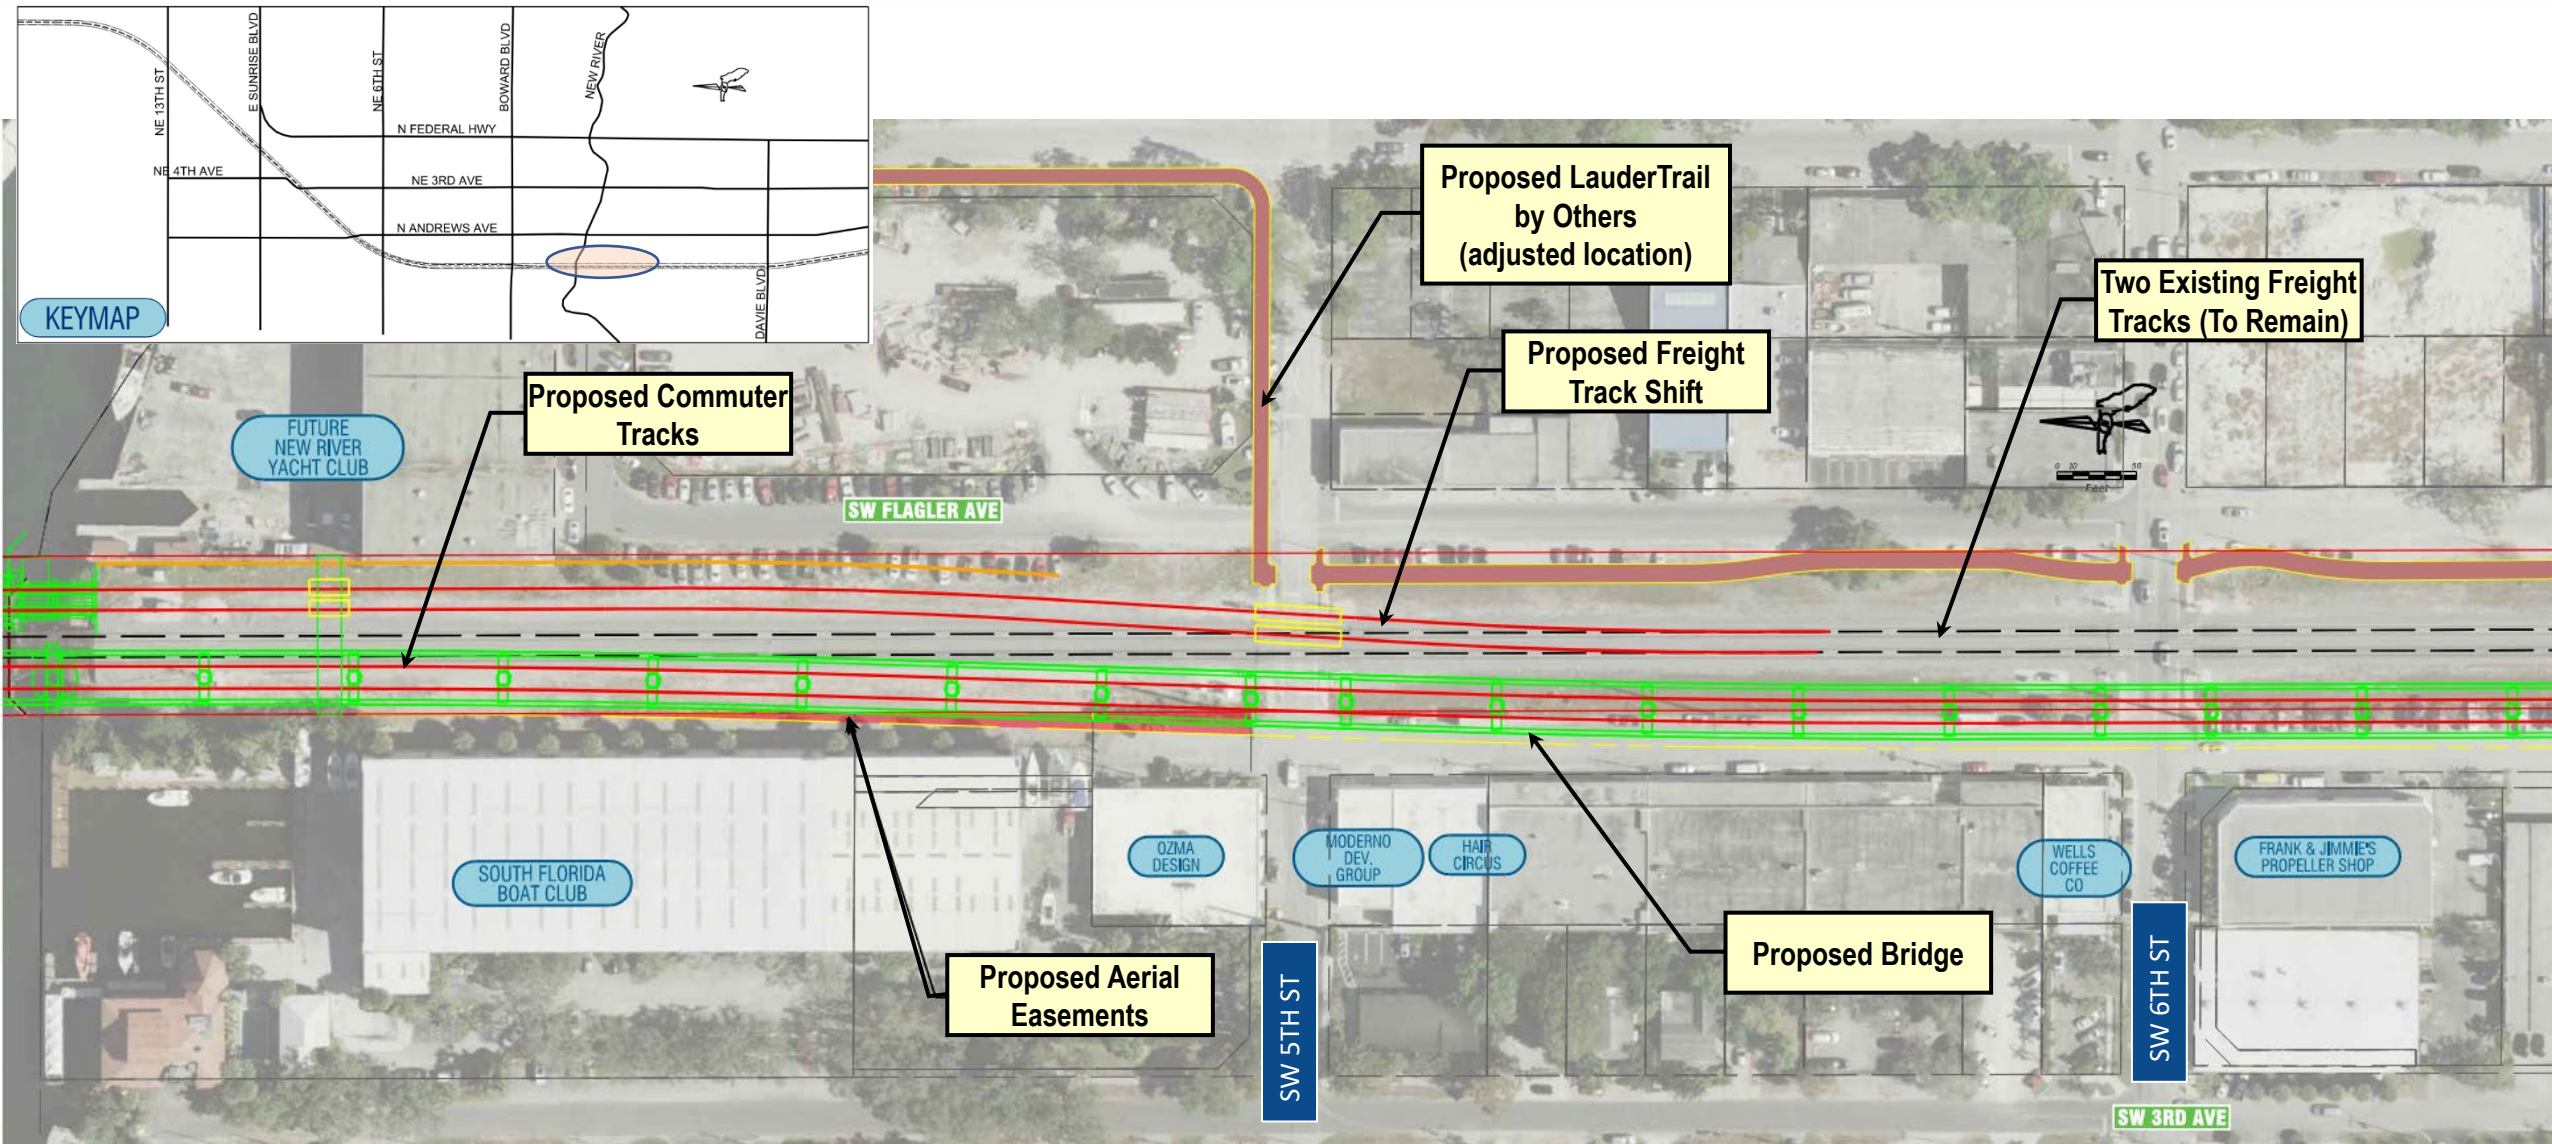 NE 13TH ST
E SUNRISE BLVD
NE 6TH ST
BOWARD BLVD
NEW RIVER
N FEDERAL HWY
NE 4TH AVE
NE 3RD AVE
N ANDREWS AVE
DAVIE BLVD
KEYMAP
Proposed LauderTrail
by Others
(adjusted location)
Two Existing Freight
Tracks (To Remain)
Proposed Freight
Track Shift
Proposed Commuter
Tracks
FUTURE
NEW RIVER
YACHT CLUB
SW FLAGLER AVE
0 10 50
Feet
SOUTH FLORIDA
BOAT CLUB
OZMA
DESIGN
MODERNO
DEV.
GROUP
HAIR
CIRCUS
WELLS
COFFEE
CO
FRANK & JIMMIE'S
PROPELLER SHOP
Proposed Aerial
Easements
Proposed Bridge
SW 5TH ST
SW 6TH ST
SW 3RD AVE